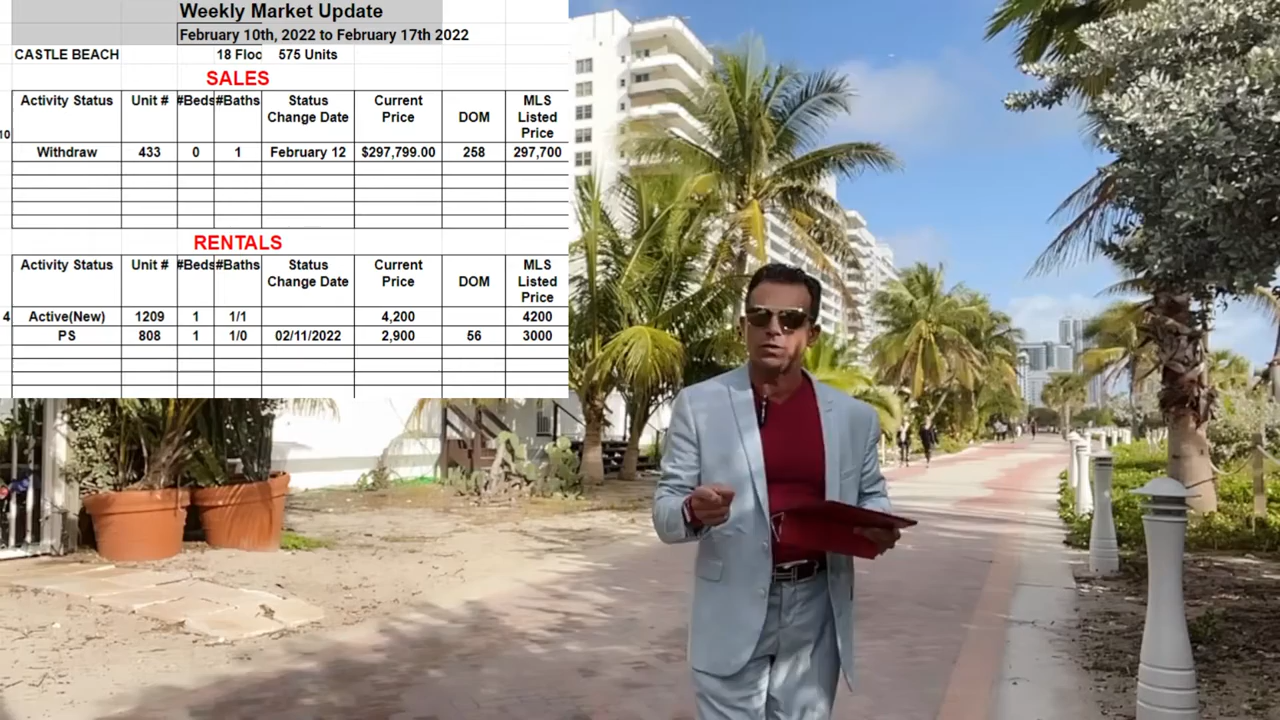 Weekly Market Update
February 10th, 2022 to February 17th 2022
CASTLE BEACH 18 Floo 575 Units
SALES
Activity Status Unit # #Beds #Baths Status Change Date Current Price DOM MLS Listed Price
10
Withdraw 433 0 1 February 12 $297,799.00 258 297,700
RENTALS
Activity Status Unit # #Beds #Baths Status Change Date Current Price DOM MLS Listed Price
4 Active(New) 1209 1 1/1 4,200 4200
PS 808 1 1/0 02/11/2022 2,900 56 3000